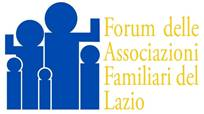 Forum delle
Associazioni
Familiari del
Lazio